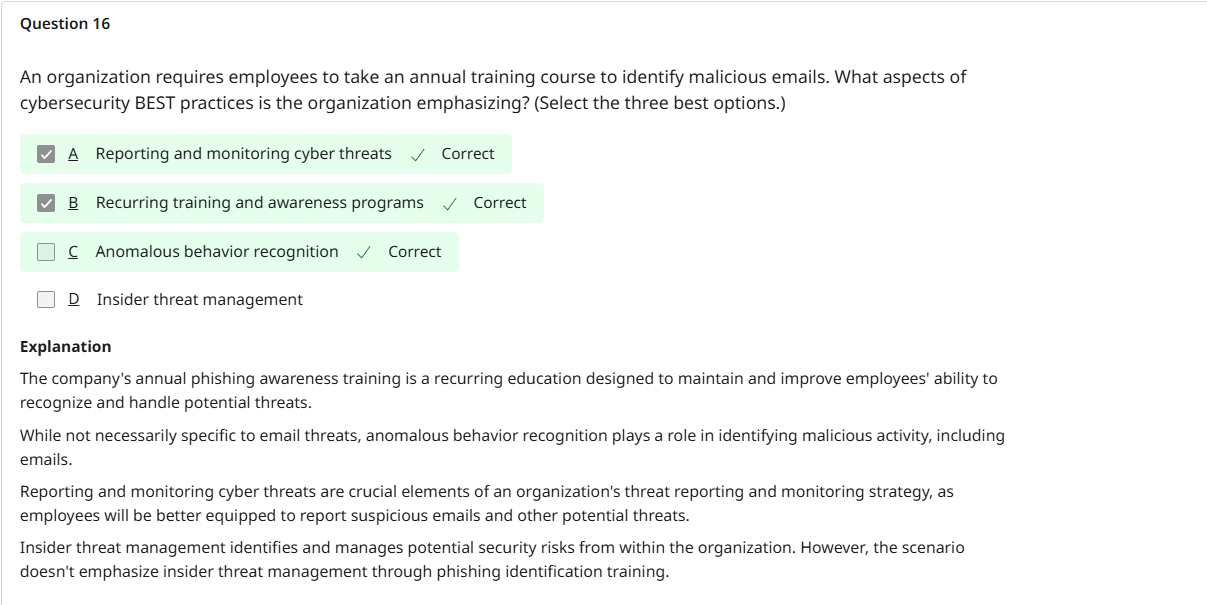 Question 16
An organization requires employees to take an annual training course to identify malicious emails. What aspects of
cybersecurity BEST practices is the organization emphasizing? (Select the three best options.)
A Reporting and monitoring cyber threats ✓ Correct
B Recurring training and awareness programs ✓ Correct
C Anomalous behavior recognition ✓ Correct
D Insider threat management
Explanation
The company's annual phishing awareness training is a recurring education designed to maintain and improve employees' ability to
recognize and handle potential threats.
While not necessarily specific to email threats, anomalous behavior recognition plays a role in identifying malicious activity, including
emails.
Reporting and monitoring cyber threats are crucial elements of an organization's threat reporting and monitoring strategy, as
employees will be better equipped to report suspicious emails and other potential threats.
Insider threat management identifies and manages potential security risks from within the organization. However, the scenario
doesn't emphasize insider threat management through phishing identification training.